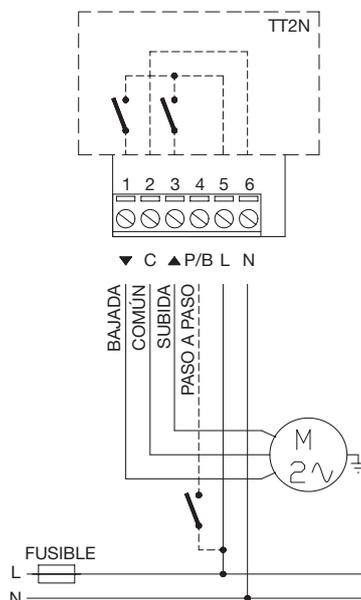 TT2N
1 2 3 4 5 6
▼ C ▲ P/B L N
BAJADA
COMÚN
SUBIDA
PASO A PASO
M
2∿
FUSIBLE
L
N